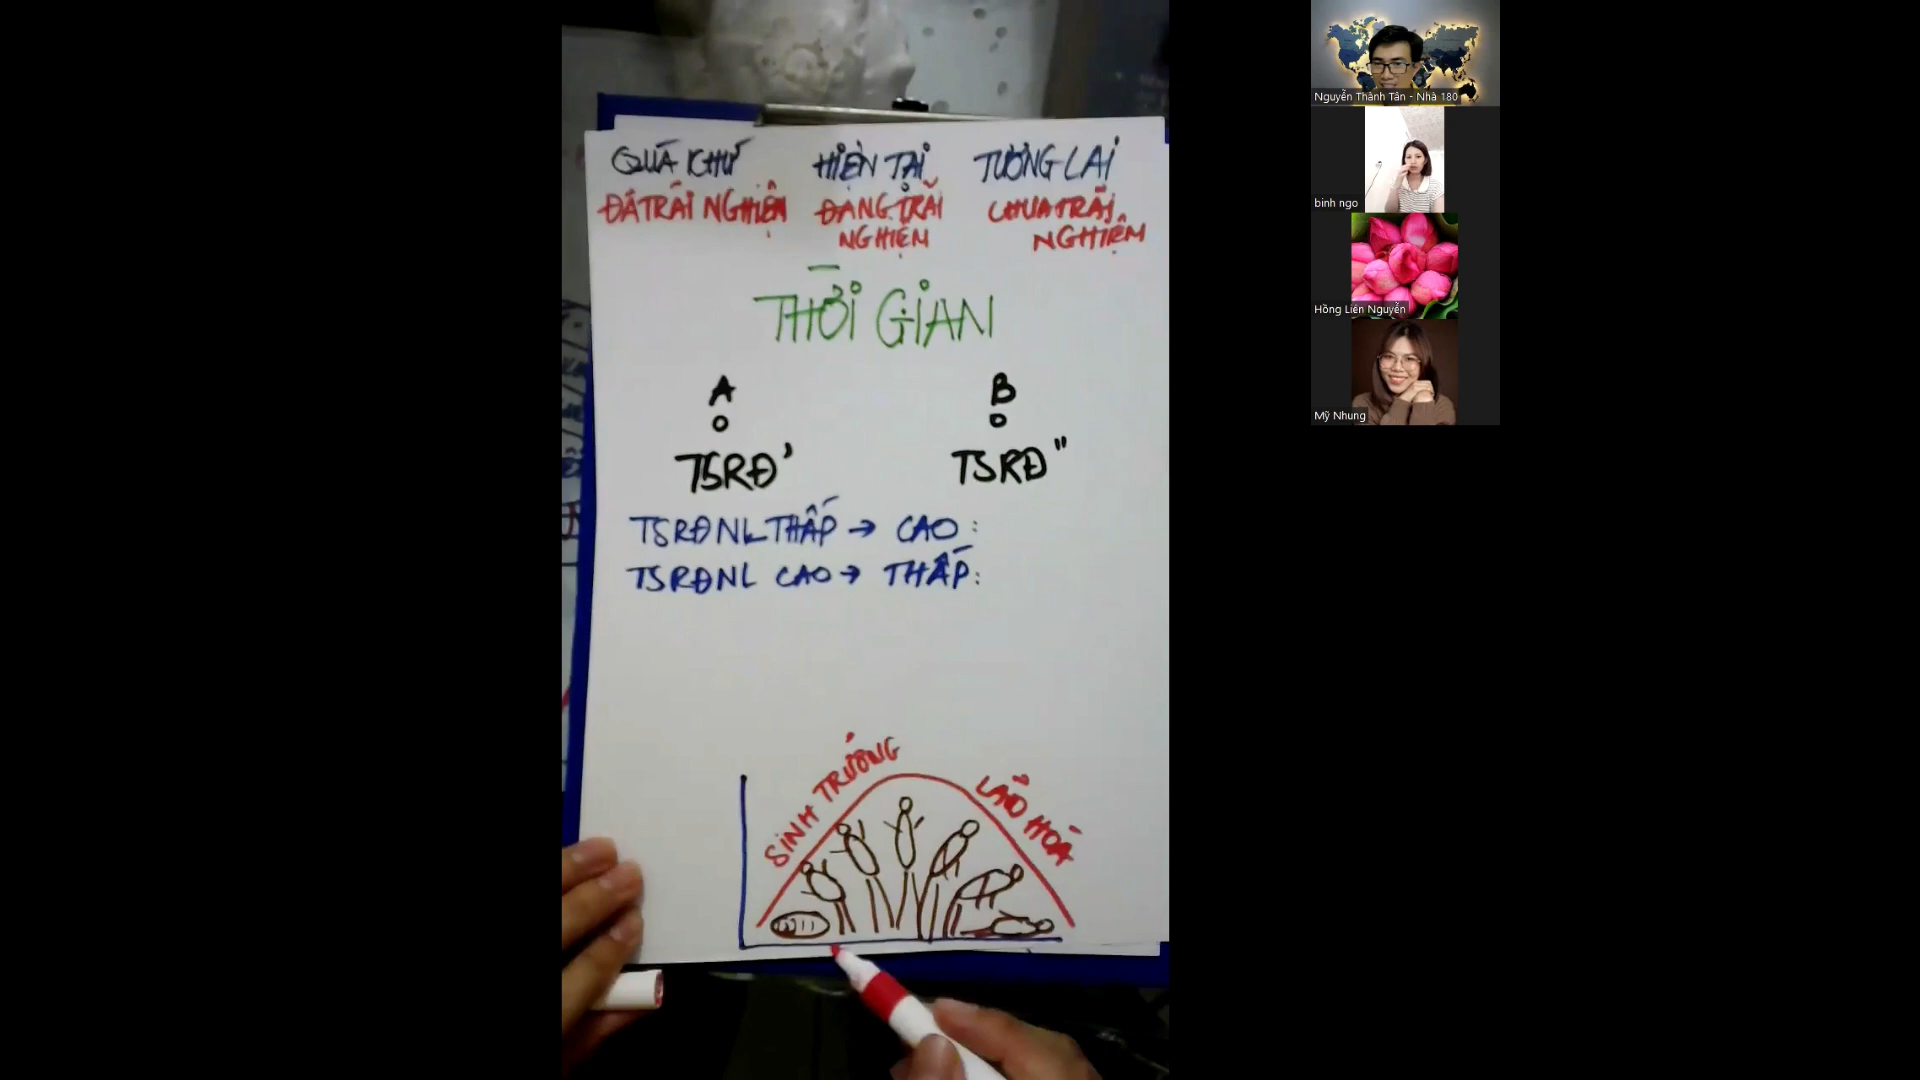 QUÁ KHỨ HIỆN TẠI TƯƠNG LAI
ĐÃ TRẢI NGHIỆM ĐANG TRẢI NGHIỆM CHƯA TRẢI NGHIỆM
THỜI GIAN
A B
TSRĐ' TSRĐ"
TSRĐNL THẤP → CAO:
TSRĐNL CAO → THẤP:
SINH TRƯỞNG
LÃO HOÁ
Nguyễn Thành Tân - Nhà 180
binh ngo
Hồng Liên Nguyễn
Mỹ Nhung